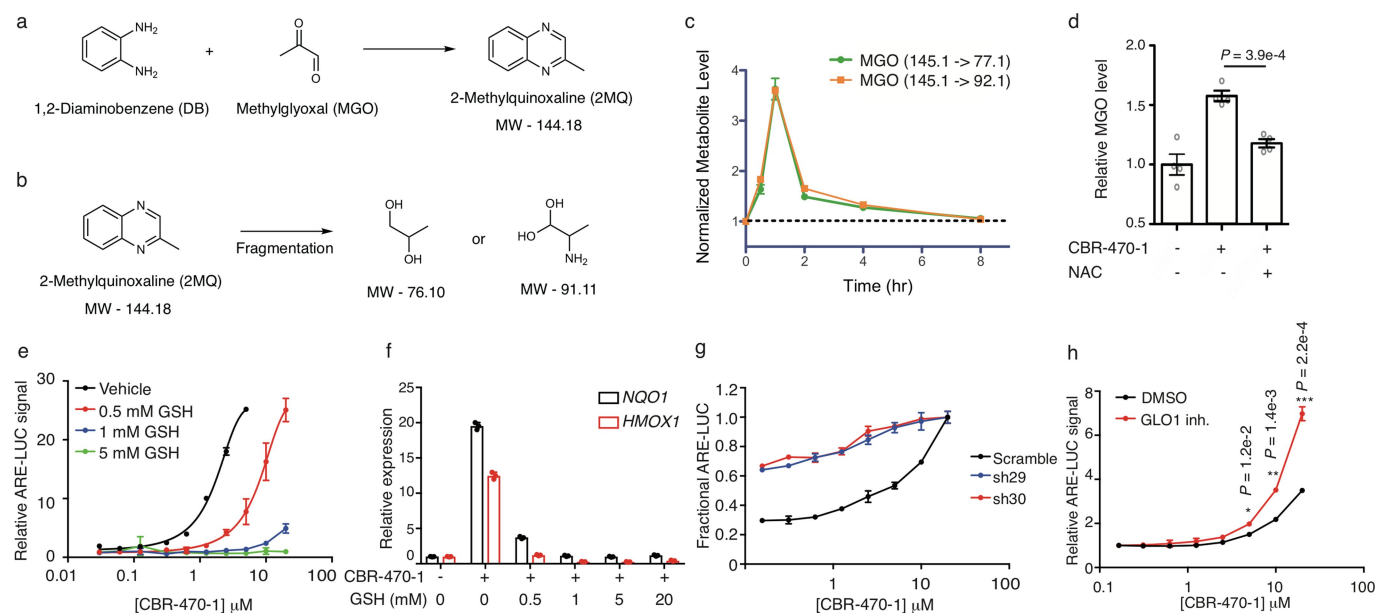 a
NH2
NH2
1,2-Diaminobenzene (DB)
+
O
O
Methylglyoxal (MGO)
N
N
2-Methylquinoxaline (2MQ)
MW - 144.18
b
N
N
2-Methylquinoxaline (2MQ)
MW - 144.18
Fragmentation
OH
OH
MW - 76.10
or
OH
HO
NH2
MW - 91.11
c
Normalized Metabolite Level
4
3
2
1
0
2
4
6
8
Time (hr)
MGO (145.1 -> 77.1)
MGO (145.1 -> 92.1)
d
Relative MGO level
2.0
1.5
1.0
0.5
P = 3.9e-4
CBR-470-1
-
+
+
NAC
-
-
+
e
Relative ARE-LUC signal
30
20
10
0
Vehicle
0.5 mM GSH
1 mM GSH
5 mM GSH
0.01
0.1
1
10
100
[CBR-470-1] μM
f
Relative expression
25
20
15
10
5
0
NQO1
HMOX1
CBR-470-1
-
+
+
+
+
+
GSH (mM)
0
0
0.5
1
5
20
g
Fractional ARE-LUC
1.2
1.0
0.8
0.6
0.4
0.2
0
Scramble
sh29
sh30
1
10
100
[CBR-470-1] μM
h
Relative ARE-LUC signal
8
6
4
2
0
DMSO
GLO1 inh.
* P = 1.2e-2
** P = 1.4e-3
*** P = 2.2e-4
0.1
1
10
100
[CBR-470-1] μM